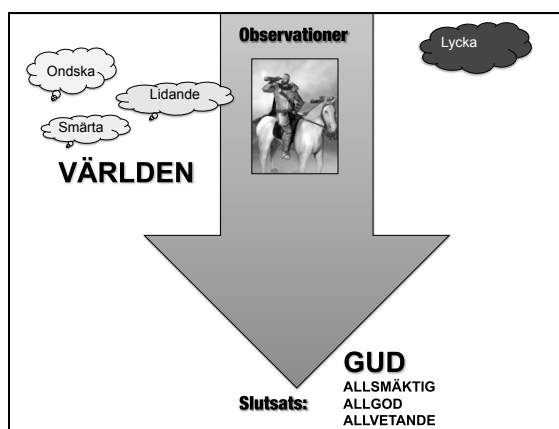 Observationer
Lycka
Ondska
Lidande
Smärta
VÄRLDEN
GUD
ALLSMÄKTIG
Slutsats:
ALLGOD
ALLVETANDE